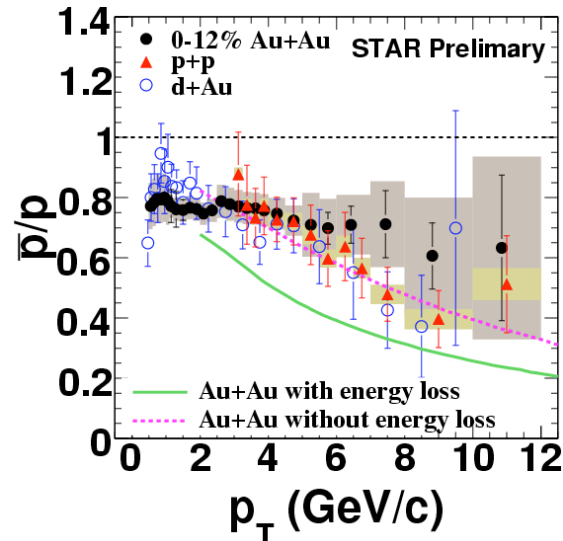 1.4
1.2
1
0.8
0.6
0.4
0.2
0
p̅/p
0-12% Au+Au
p+p
d+Au
STAR Prelimary
Au+Au with energy loss
Au+Au without energy loss
0 2 4 6 8 10 12
p_T (GeV/c)